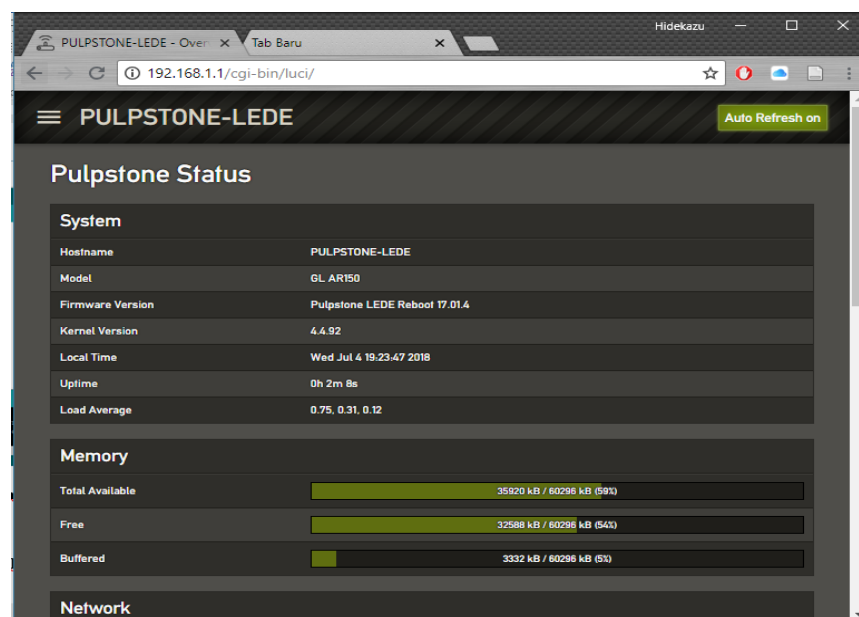 Hidekazu
PULPSTONE-LEDE - Over
Tab Baru
192.168.1.1/cgi-bin/luci/
PULPSTONE-LEDE
Auto Refresh on
Pulpstone Status
System
Hostname PULPSTONE-LEDE
Model GL AR150
Firmware Version Pulpstone LEDE Reboot 17.01.4
Kernel Version 4.4.92
Local Time Wed Jul 4 19:23:47 2018
Uptime 0h 2m 8s
Load Average 0.75, 0.31, 0.12
Memory
Total Available 35920 kB / 60296 kB (59%)
Free 32588 kB / 60296 kB (54%)
Buffered 3332 kB / 60296 kB (5%)
Network